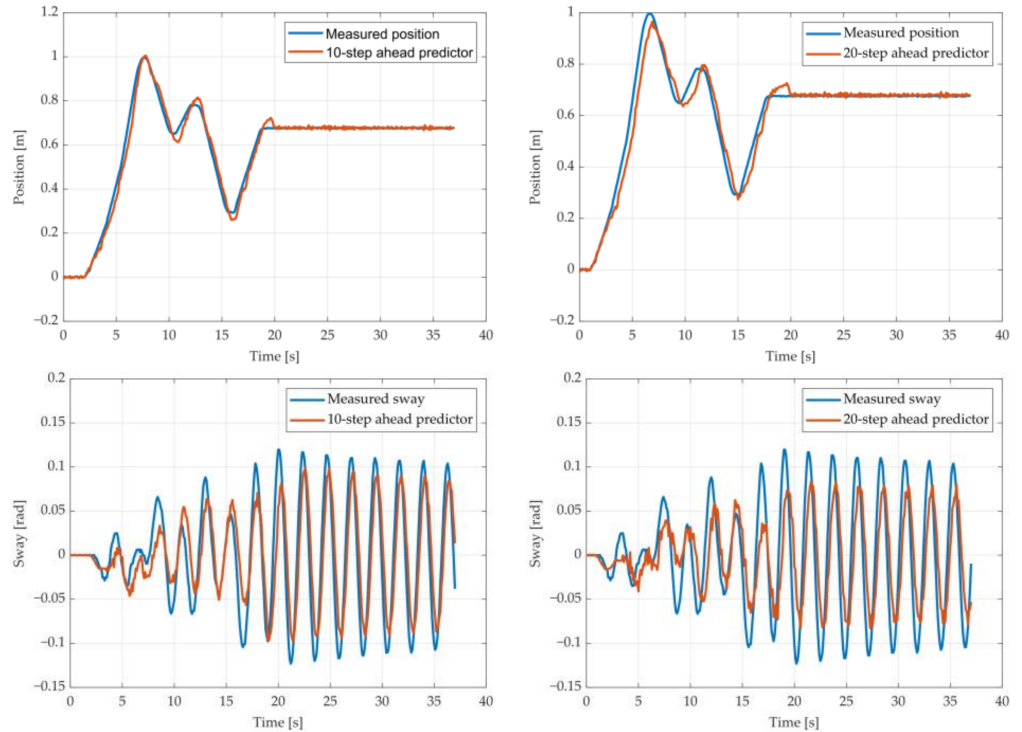 1.2
1
0.8
0.6
0.4
0.2
0
−0.2
Position [m]
0 5 10 15 20 25 30 35 40
Time [s]
Measured position
10-step ahead predictor
1
0.8
0.6
0.4
0.2
0
−0.2
Position [m]
0 5 10 15 20 25 30 35 40
Time [s]
Measured position
20-step ahead predictor
0.2
0.15
0.1
0.05
0
−0.05
−0.1
−0.15
Sway [rad]
0 5 10 15 20 25 30 35 40
Time [s]
Measured sway
10-step ahead predictor
0.2
0.15
0.1
0.05
0
−0.05
−0.1
−0.15
Sway [rad]
0 5 10 15 20 25 30 35 40
Time [s]
Measured sway
20-step ahead predictor